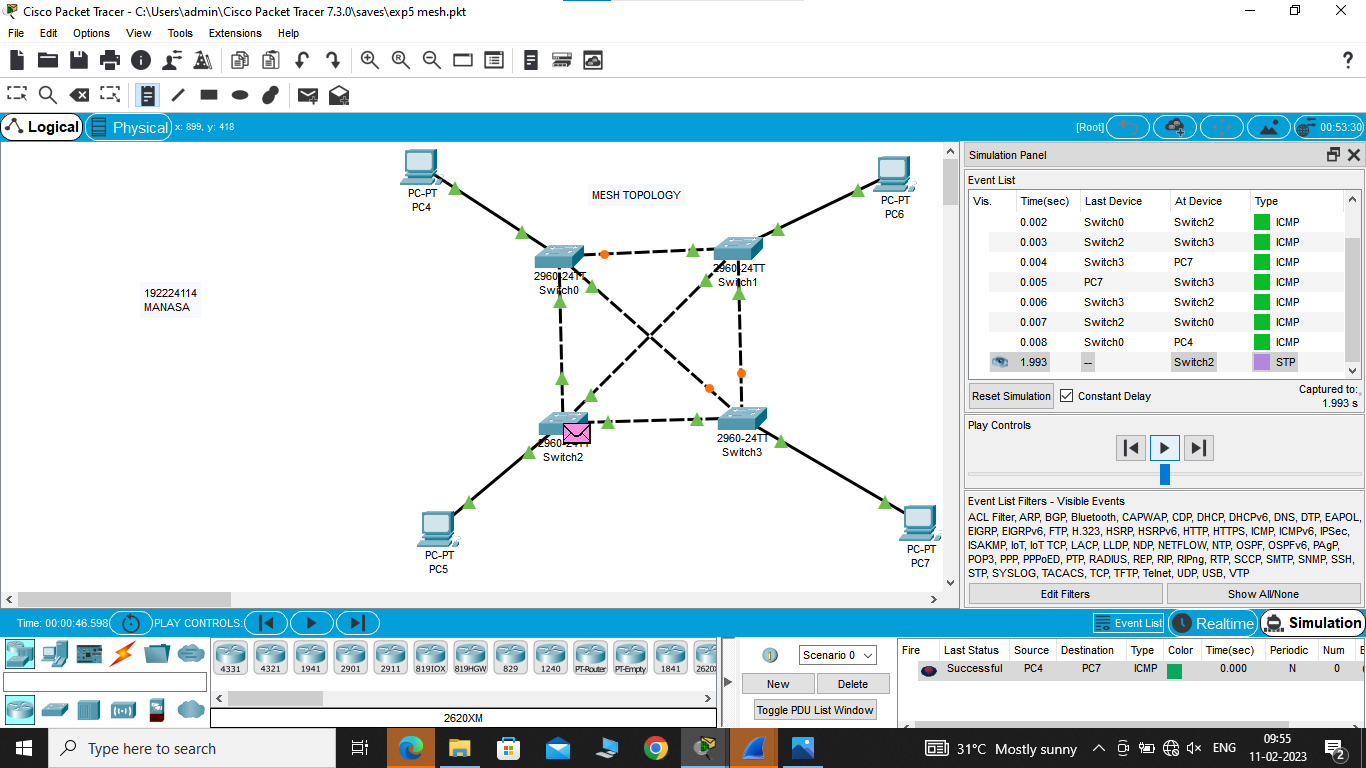 Cisco Packet Tracer - C:\Users\admin\Cisco Packet Tracer 7.3.0\saves\exp5 mesh.pkt
File Edit Options View Tools Extensions Help
Logical Physical x: 899, y: 418 [Root] 00:53:30
PC-PT
PC4
MESH TOPOLOGY
PC-PT
PC6
2960-24TT
Switch0
2960-24TT
Switch1
192224114
MANASA
2960-24TT
Switch2
2960-24TT
Switch3
PC-PT
PC5
PC-PT
PC7
Simulation Panel
Event List
Vis. Time(sec) Last Device At Device Type
0.002 Switch0 Switch2 ICMP
0.003 Switch2 Switch3 ICMP
0.004 Switch3 PC7 ICMP
0.005 PC7 Switch3 ICMP
0.006 Switch3 Switch2 ICMP
0.007 Switch2 Switch0 ICMP
0.008 Switch0 PC4 ICMP
1.993 -- Switch2 STP
Reset Simulation Constant Delay Captured to:
1.993 s
Play Controls
Event List Filters - Visible Events
ACL Filter, ARP, BGP, Bluetooth, CAPWAP, CDP, DHCP, DHCPv6, DNS, DTP, EAPOL,
EIGRP, EIGRPv6, FTP, H.323, HSRP, HSRPv6, HTTP, HTTPS, ICMP, ICMPv6, IPSec,
ISAKMP, IoT, IoT TCP, LACP, LLDP, NDP, NETFLOW, NTP, OSPF, OSPFv6, PAgP,
POP3, PPP, PPPoED, PTP, RADIUS, REP, RIP, RIPng, RTP, SCCP, SMTP, SNMP, SSH,
STP, SYSLOG, TACACS, TCP, TFTP, Telnet, UDP, USB, VTP
Edit Filters Show All/None
Time: 00:00:46.598 PLAY CONTROLS: Event List Realtime Simulation
4331 4321 1941 2901 2911 819IOX 819HGW 829 1240 PT-Router PT-Empty 1841 2620X
2620XM
Scenario 0
New Delete
Toggle PDU List Window
Fire Last Status Source Destination Type Color Time(sec) Periodic Num E
Successful PC4 PC7 ICMP 0.000 N 0
Type here to search
31°C Mostly sunny ENG
09:55
11-02-2023
2